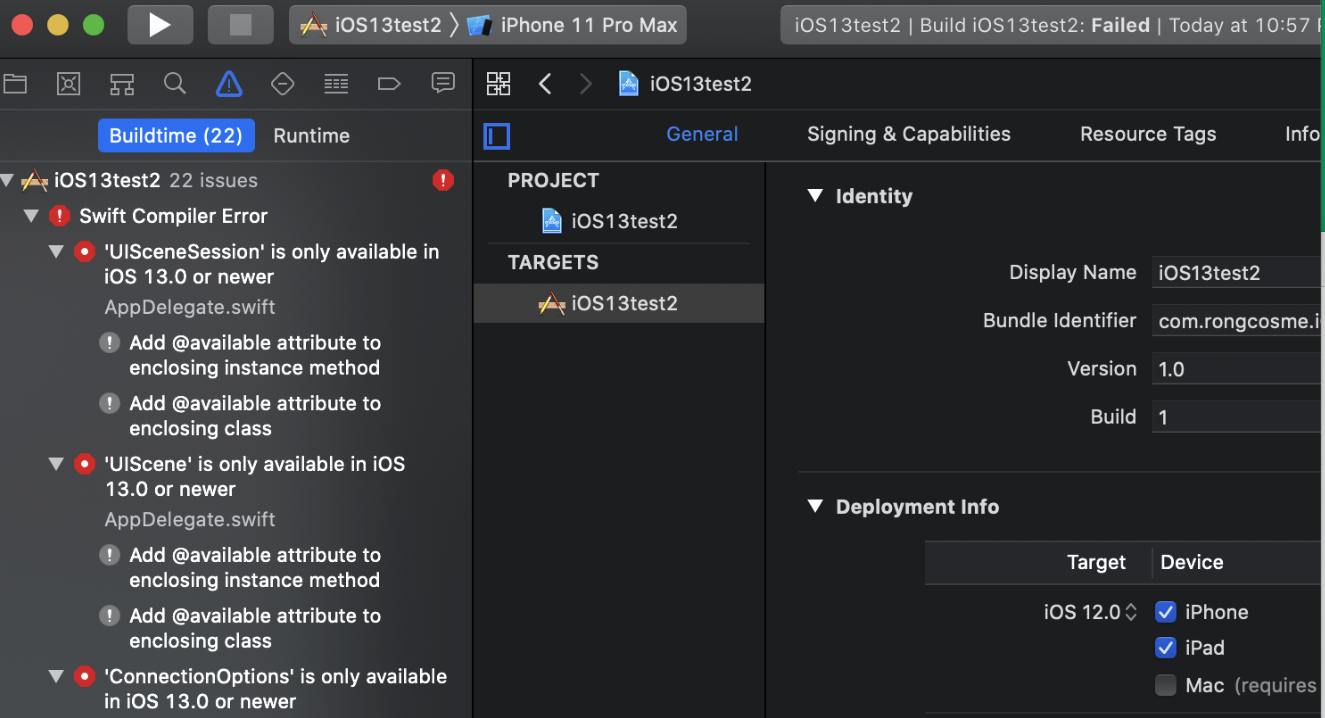 iOS13test2 〉 iPhone 11 Pro Max
iOS13test2 | Build iOS13test2: Failed | Today at 10:57
iOS13test2
Buildtime (22) Runtime
General Signing & Capabilities Resource Tags Info
iOS13test2 22 issues
Swift Compiler Error
'UISceneSession' is only available in
iOS 13.0 or newer
AppDelegate.swift
Add @available attribute to
enclosing instance method
Add @available attribute to
enclosing class
'UIScene' is only available in iOS
13.0 or newer
AppDelegate.swift
Add @available attribute to
enclosing instance method
Add @available attribute to
enclosing class
'ConnectionOptions' is only available
in iOS 13.0 or newer
PROJECT
iOS13test2
TARGETS
iOS13test2
Identity
Display Name iOS13test2
Bundle Identifier com.rongcosme.i
Version 1.0
Build 1
Deployment Info
Target Device
iOS 12.0 iPhone
iPad
Mac (requires